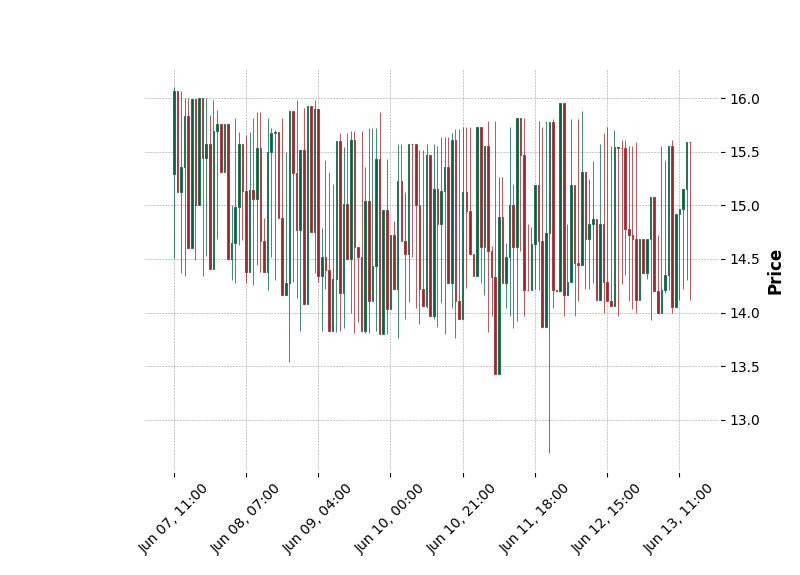 16.0
15.5
15.0
14.5
14.0
13.5
13.0
Price
Jun 07, 11:00
Jun 08, 07:00
Jun 09, 04:00
Jun 10, 00:00
Jun 10, 21:00
Jun 11, 18:00
Jun 12, 15:00
Jun 13, 11:00